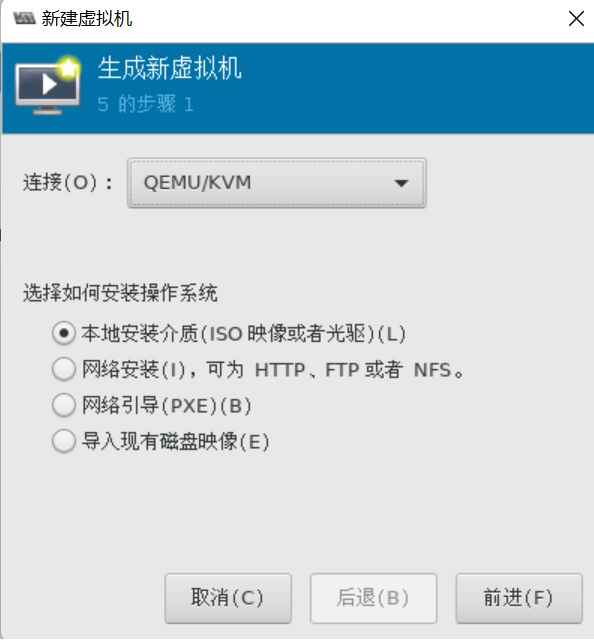 新建虚拟机
生成新虚拟机
5 的步骤 1
连接(O)： QEMU/KVM
选择如何安装操作系统
本地安装介质(ISO 映像或者光驱)(L)
网络安装(I)，可为 HTTP、FTP 或者 NFS。
网络引导(PXE)(B)
导入现有磁盘映像(E)
取消(C) 后退(B) 前进(F)